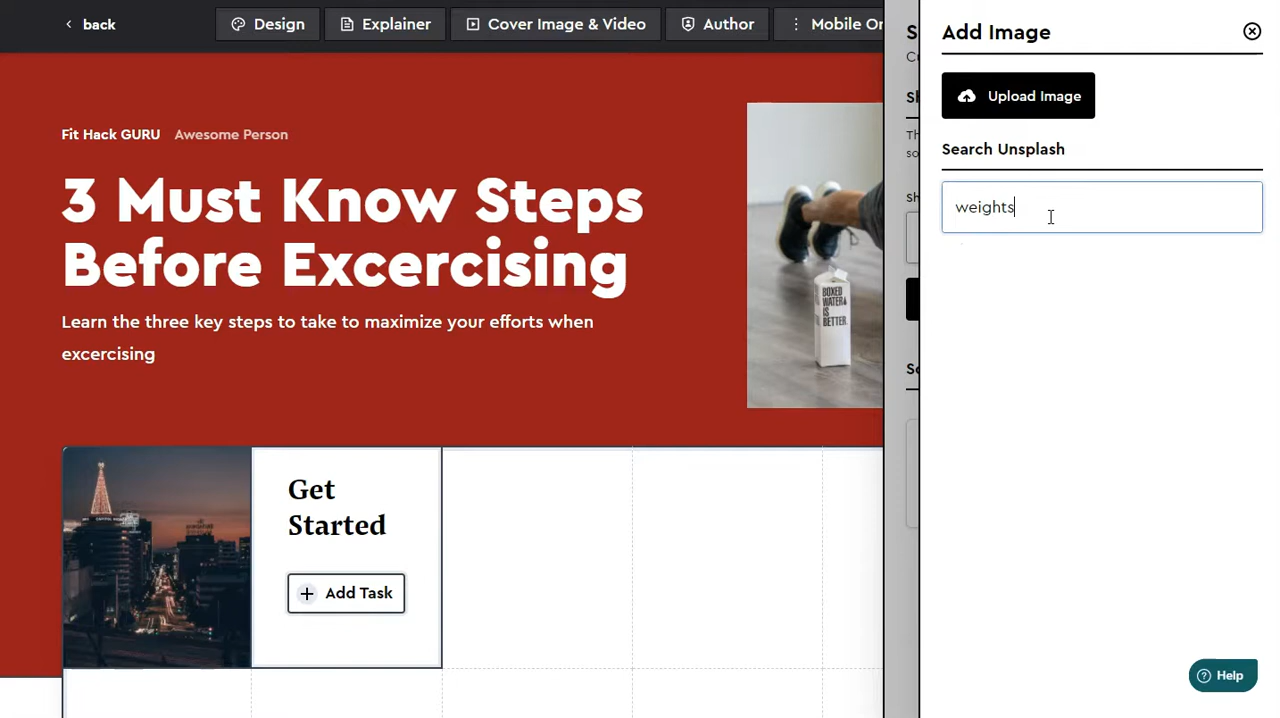 back
Design
Explainer
Cover Image & Video
Author
Mobile Or
Fit Hack GURU Awesome Person
3 Must Know Steps
Before Excercising
Learn the three key steps to take to maximize your efforts when
excercising
BOXED
WATER
IS
BETTER.
Get
Started
Add Task
Add Image
Upload Image
Search Unsplash
weights
Help